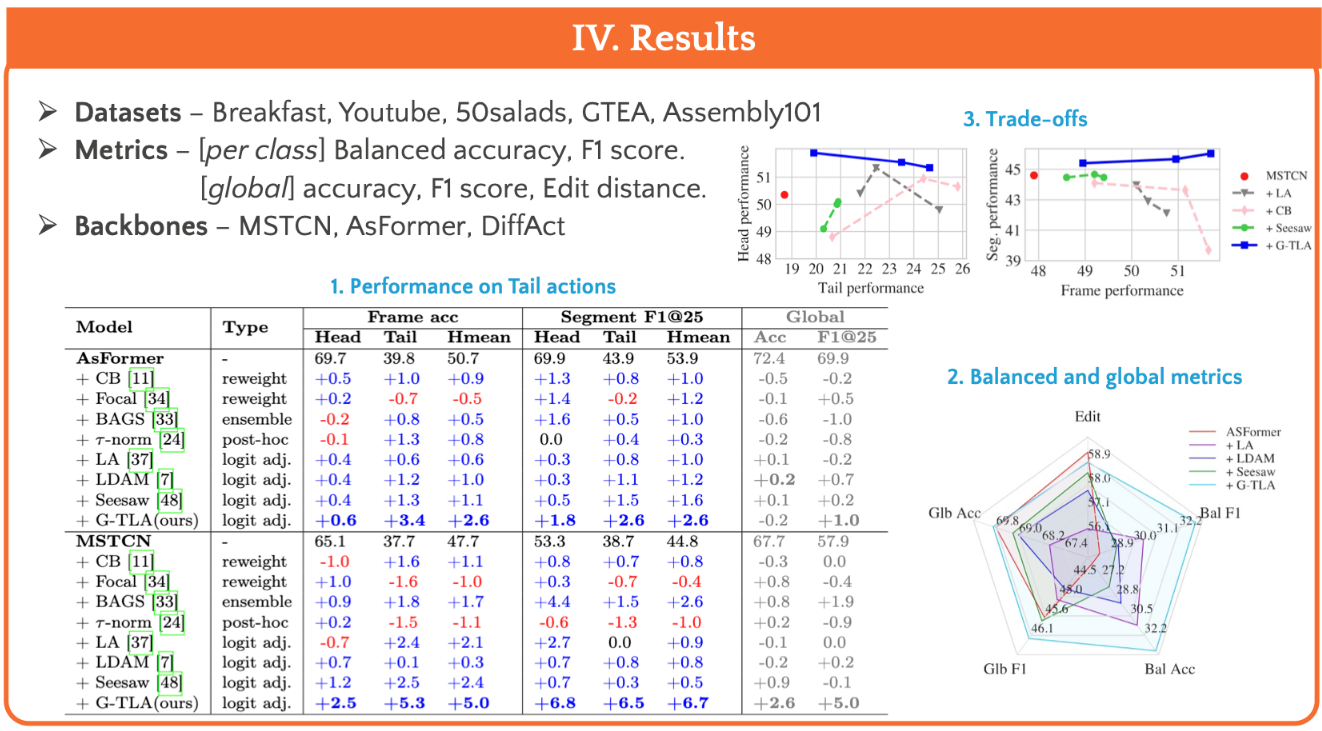 IV. Results
➢ Datasets – Breakfast, Youtube, 50salads, GTEA, Assembly101
➢ Metrics – [per class] Balanced accuracy, F1 score.
[global] accuracy, F1 score, Edit distance.
➢ Backbones – MSTCN, AsFormer, DiffAct
1. Performance on Tail actions
Model Type Frame acc Segment F1@25 Global
Head Tail Hmean Head Tail Hmean Acc F1@25
AsFormer - 69.7 39.8 50.7 69.9 43.9 53.9 72.4 69.9
+ CB [11] reweight +0.5 +1.0 +0.9 +1.3 +0.8 +1.0 -0.5 -0.2
+ Focal [34] reweight +0.2 -0.7 -0.5 +1.4 -0.2 +1.2 -0.1 +0.5
+ BAGS [33] ensemble -0.2 +0.8 +0.5 +1.6 +0.5 +1.0 -0.6 -1.0
+ τ-norm [24] post-hoc -0.1 +1.3 +0.8 0.0 +0.4 +0.3 -0.2 -0.8
+ LA [37] logit adj. +0.4 +0.6 +0.6 +0.3 +0.8 +1.0 +0.1 -0.2
+ LDAM [7] logit adj. +0.4 +1.2 +1.0 +0.3 +1.1 +1.2 +0.2 +0.7
+ Seesaw [48] logit adj. +0.4 +1.3 +1.1 +0.5 +1.5 +1.6 +0.1 +0.2
+ G-TLA(ours) logit adj. +0.6 +3.4 +2.6 +1.8 +2.6 +2.6 -0.2 +1.0
MSTCN - 65.1 37.7 47.7 53.3 38.7 44.8 67.7 57.9
+ CB [11] reweight -1.0 +1.6 +1.1 +0.8 +0.7 +0.8 -0.3 0.0
+ Focal [34] reweight +1.0 -1.6 -1.0 +0.3 -0.7 -0.4 +0.8 -0.4
+ BAGS [33] ensemble +0.9 +1.8 +1.7 +4.4 +1.5 +2.6 +0.8 +1.9
+ τ-norm [24] post-hoc +0.2 -1.5 -1.1 -0.6 -1.3 -1.0 +0.2 -0.9
+ LA [37] logit adj. -0.7 +2.4 +2.1 +2.7 0.0 +0.9 -0.1 0.0
+ LDAM [7] logit adj. +0.7 +0.1 +0.3 +0.7 +0.8 +0.8 -0.2 +0.2
+ Seesaw [48] logit adj. +1.2 +2.5 +2.4 +0.7 +0.3 +0.5 +0.9 -0.1
+ G-TLA(ours) logit adj. +2.5 +5.3 +5.0 +6.8 +6.5 +6.7 +2.6 +5.0
3. Trade-offs
Head performance
51
50
49
48
19 20 21 22 23 24 25 26
Tail performance
Seg. performance
45
43
41
39
48 49 50 51
Frame performance
MSTCN
+ LA
+ CB
+ Seesaw
+ G-TLA
2. Balanced and global metrics
ASFormer
+ LA
+ LDAM
+ Seesaw
+ G-TLA
Edit
58.9
58.0
57.1
56.1
Glb Acc
69.8 69.0 68.2 67.4
Bal F1
28.9 30.0 31.1 32.2
44.5 45.0 45.6 46.1
Glb F1
27.2 28.8 30.5 32.2
Bal Acc